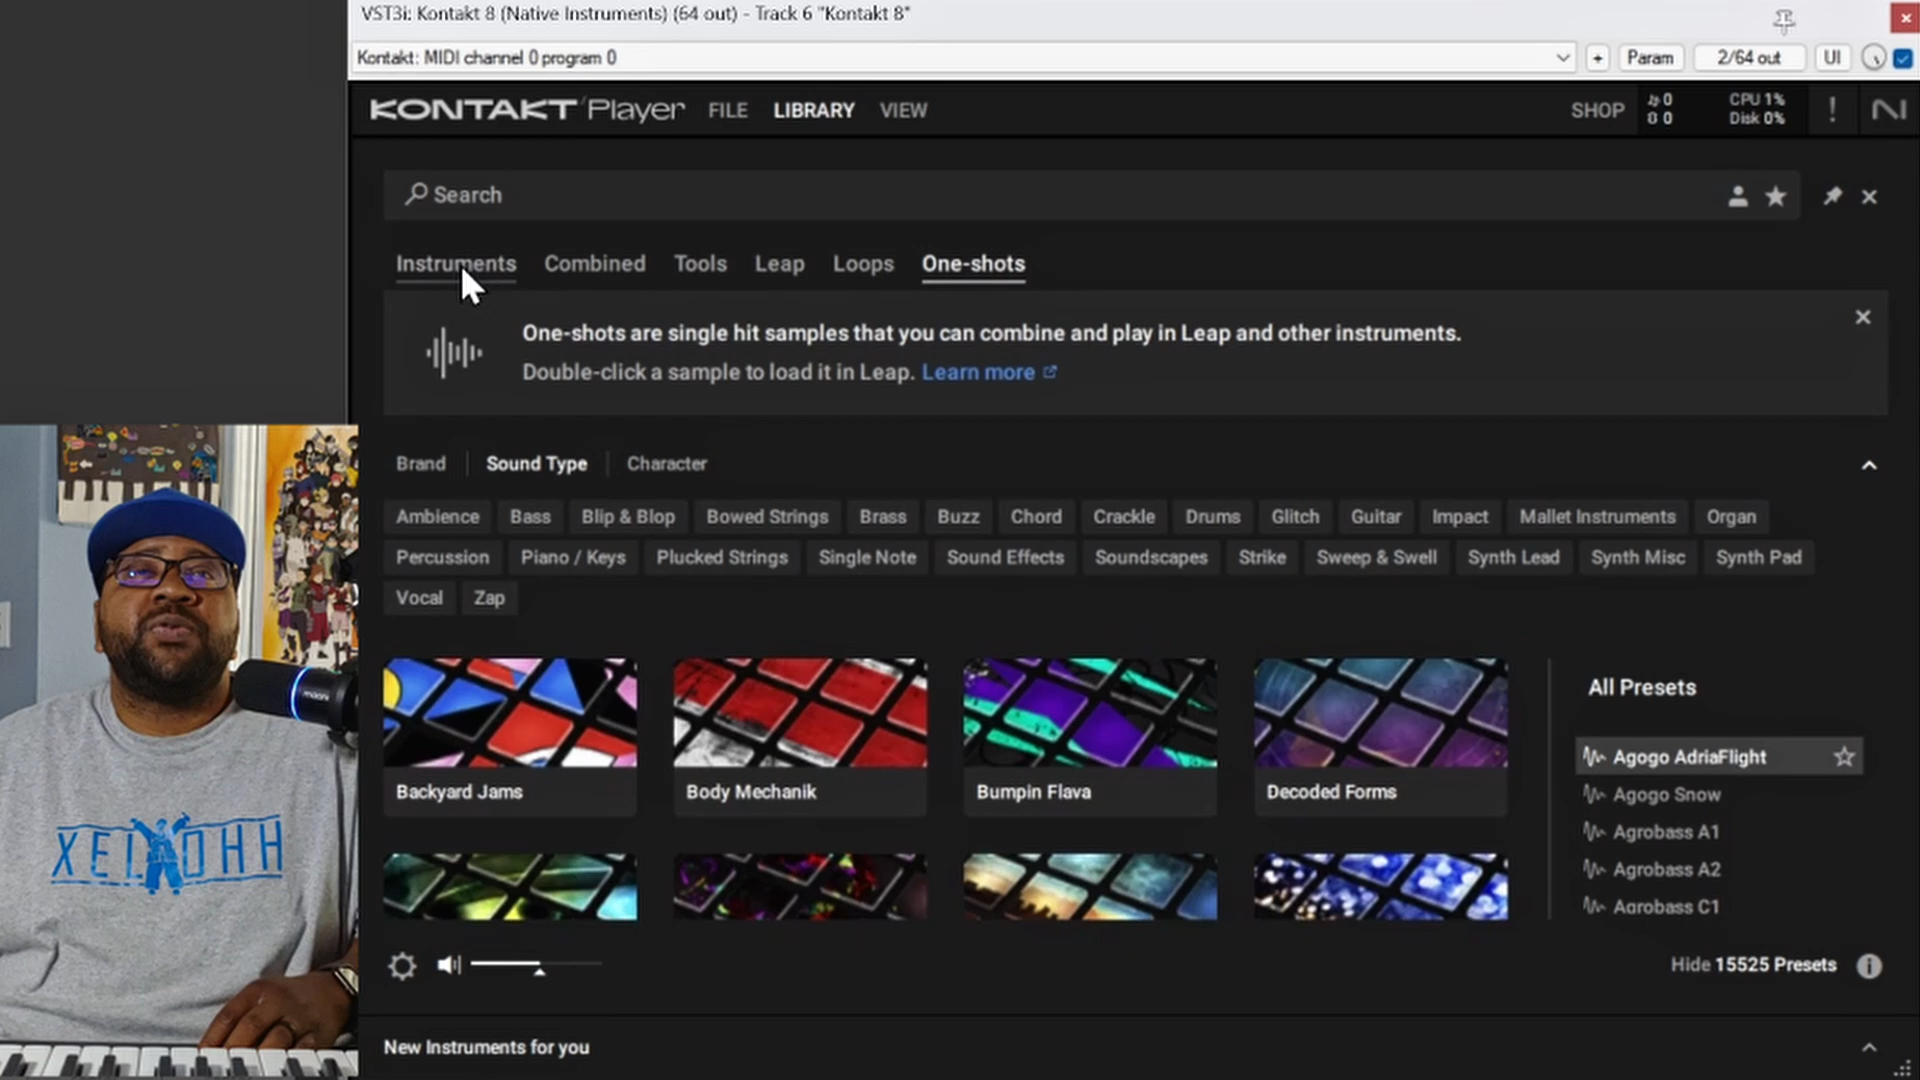 VST3i: Kontakt 8 (Native Instruments) (64 out) - Track 6 "Kontakt 8"
Kontakt: MIDI channel 0 program 0
+
Param
2/64 out
UI
KONTAKT Player
FILE
LIBRARY
VIEW
SHOP
0
0
CPU 1%
Disk 0%
!
Search
Instruments
Combined
Tools
Leap
Loops
One-shots
One-shots are single hit samples that you can combine and play in Leap and other instruments.
Double-click a sample to load it in Leap. Learn more
Brand
Sound Type
Character
Ambience
Bass
Blip & Blop
Bowed Strings
Brass
Buzz
Chord
Crackle
Drums
Glitch
Guitar
Impact
Mallet Instruments
Organ
Percussion
Piano / Keys
Plucked Strings
Single Note
Sound Effects
Soundscapes
Strike
Sweep & Swell
Synth Lead
Synth Misc
Synth Pad
Vocal
Zap
Backyard Jams
Body Mechanik
Bumpin Flava
Decoded Forms
All Presets
Agogo AdriaFlight
Agogo Snow
Agrobass A1
Agrobass A2
Agrobass C1
Hide 15525 Presets
New Instruments for you
XEL OHH